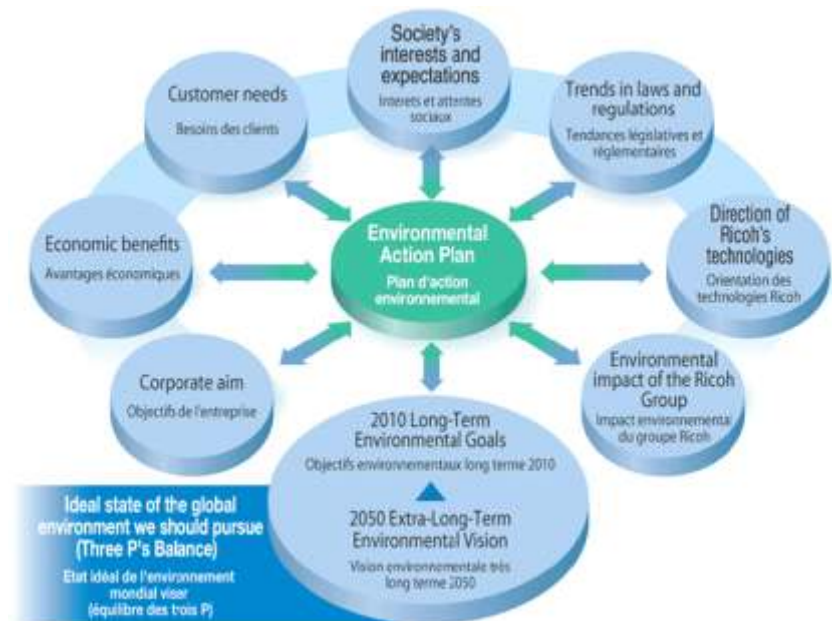 Society's
interests and
expectations
Interets et attentes
sociaux
Customer needs
Besoins des clients
Trends in laws and
regulations
Tendances législatives et
réglementaires
Economic benefits
Avantages économiques
Environmental
Action Plan
Plan d'action
environnemental
Direction of
Ricoh's
technologies
Orientation des
technologies Ricoh
Corporate aim
Objectifs de l'entreprise
Environmental
impact of the Ricoh
Group
Impact environnemental
du groupe Ricoh
2010 Long-Term
Environmental Goals
Objectifs environnementaux long terme 2010
2050 Extra-Long-Term
Environmental Vision
Vision environnementale très
long terme 2050
Ideal state of the global
environment we should pursue
(Three P's Balance)
Etat idéal de l'environnement
mondial viser
(équilibre des trois P)